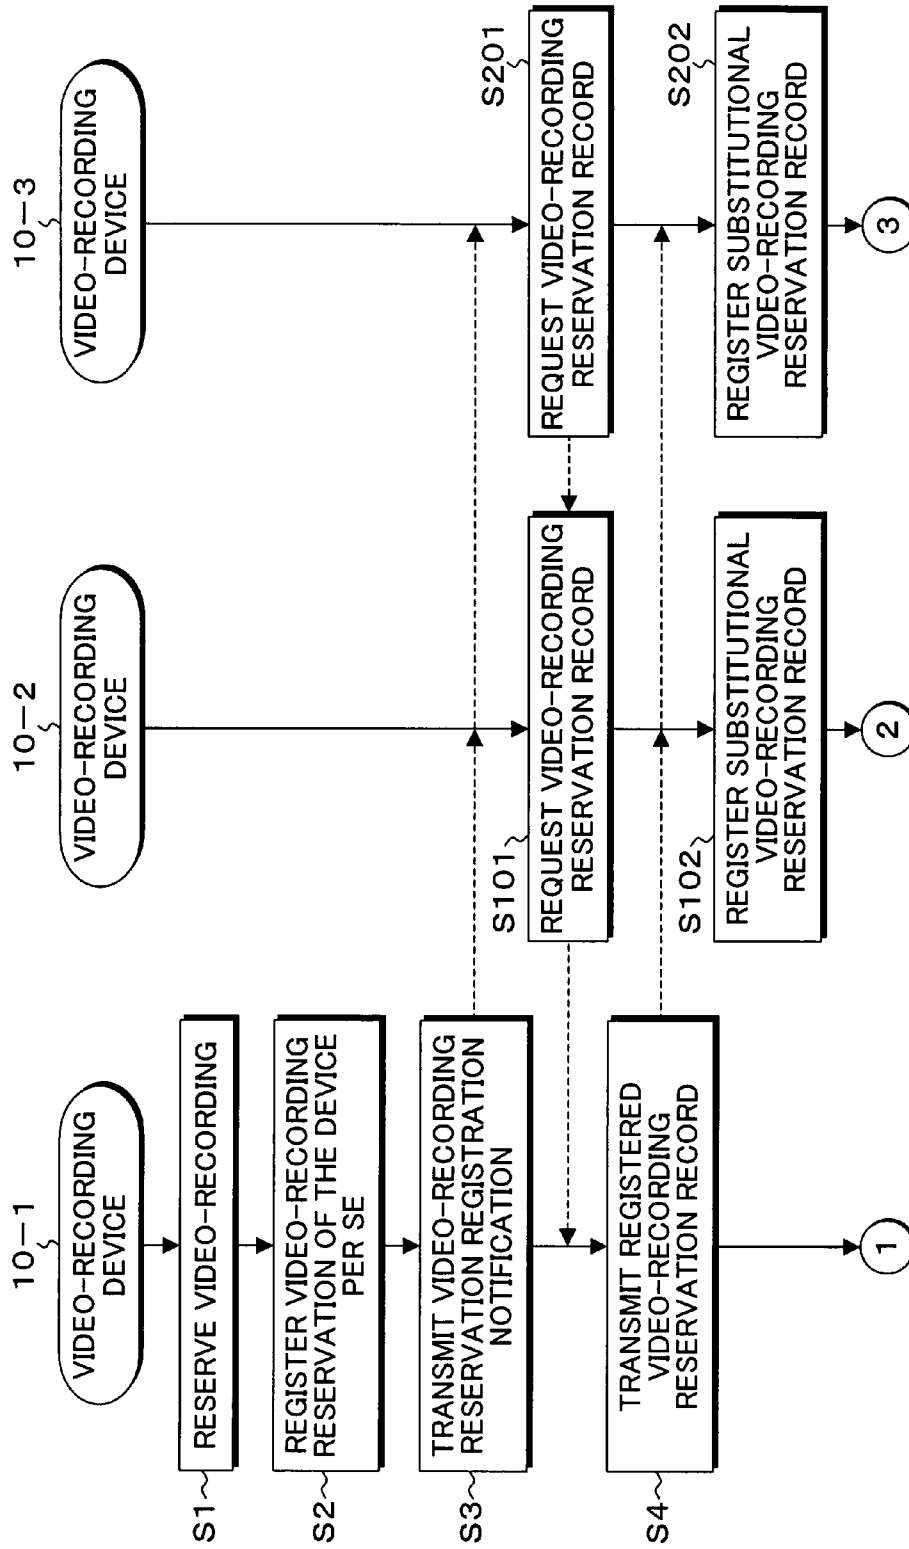 10-1
VIDEO-RECORDING
DEVICE
S1
RESERVE VIDEO-RECORDING
S2
REGISTER VIDEO-RECORDING
RESERVATION OF THE DEVICE
PER SE
S3
TRANSMIT VIDEO-RECORDING
RESERVATION REGISTRATION
NOTIFICATION
S4
TRANSMIT REGISTERED
VIDEO-RECORDING
RESERVATION RECORD
1
10-2
VIDEO-RECORDING
DEVICE
S101
REQUEST VIDEO-RECORDING
RESERVATION RECORD
S102
REGISTER SUBSTITUTIONAL
VIDEO-RECORDING
RESERVATION RECORD
2
10-3
VIDEO-RECORDING
DEVICE
S201
REQUEST VIDEO-RECORDING
RESERVATION RECORD
S202
REGISTER SUBSTITUTIONAL
VIDEO-RECORDING
RESERVATION RECORD
3